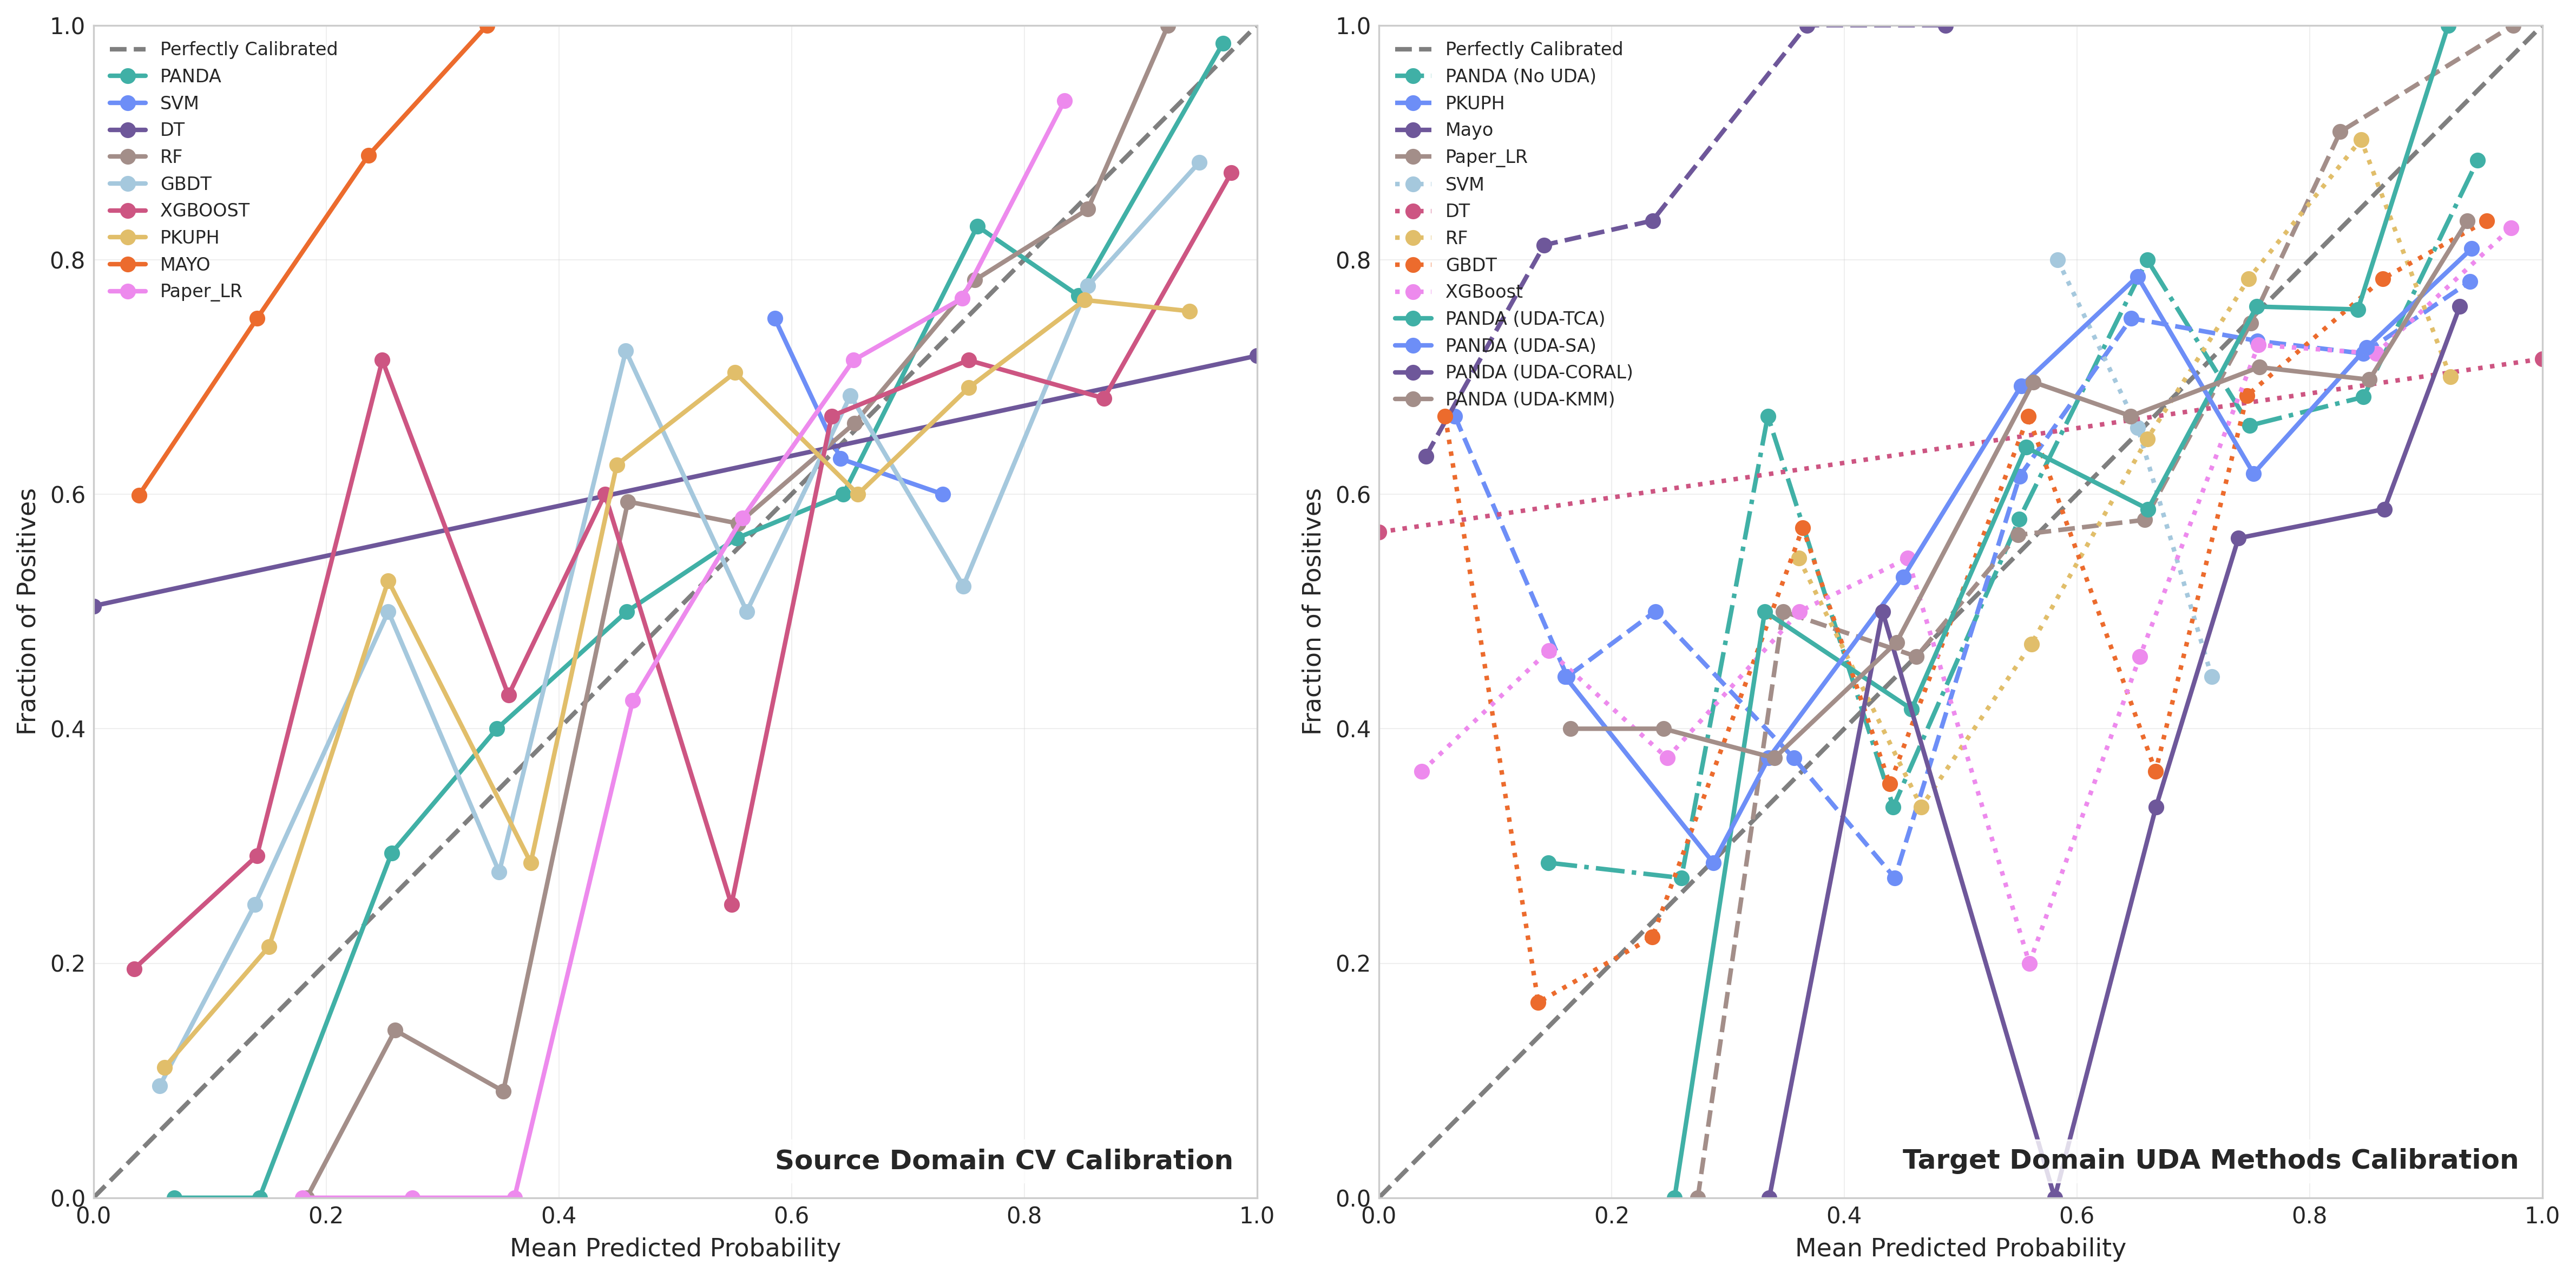 Fraction of Positives
1.0
0.8
0.6
0.4
0.2
0.0
Perfectly Calibrated
PANDA
SVM
DT
RF
GBDT
XGBOOST
PKUPH
MAYO
Paper_LR
Source Domain CV Calibration
0.0 0.2 0.4 0.6 0.8 1.0
Mean Predicted Probability
Fraction of Positives
1.0
0.8
0.6
0.4
0.2
0.0
Perfectly Calibrated
PANDA (No UDA)
PKUPH
Mayo
Paper_LR
SVM
DT
RF
GBDT
XGBoost
PANDA (UDA-TCA)
PANDA (UDA-SA)
PANDA (UDA-CORAL)
PANDA (UDA-KMM)
Target Domain UDA Methods Calibration
0.0 0.2 0.4 0.6 0.8 1.0
Mean Predicted Probability